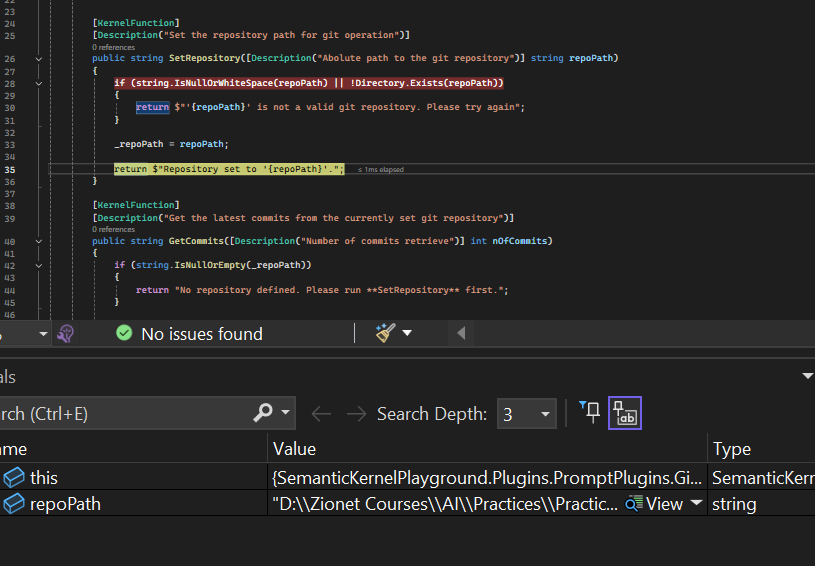 22
23
24 [KernelFunction]
25 [Description("Set the repository path for git operation")]
0 references
26 public string SetRepository([Description("Abolute path to the git repository")] string repoPath)
27 {
28 if (string.IsNullOrWhiteSpace(repoPath) || !Directory.Exists(repoPath))
29 {
30 return $"'{repoPath}' is not a valid git repository. Please try again";
31 }
32
33 _repoPath = repoPath;
34
35 return $"Repository set to '{repoPath}'."; ≤ 1ms elapsed
36 }
37
38 [KernelFunction]
39 [Description("Get the latest commits from the currently set git repository")]
0 references
40 public string GetCommits([Description("Number of commits retrieve")] int nOfCommits)
41 {
42 if (string.IsNullOrEmpty(_repoPath))
43 {
44 return "No repository defined. Please run **SetRepository** first.";
45 }
46
No issues found
als
rch (Ctrl+E) Search Depth: 3
me Value Type
this {SemanticKernelPlayground.Plugins.PromptPlugins.Gi... SemanticKern
repoPath "D:\\Zionet Courses\\AI\\Practices\\Practic... View string